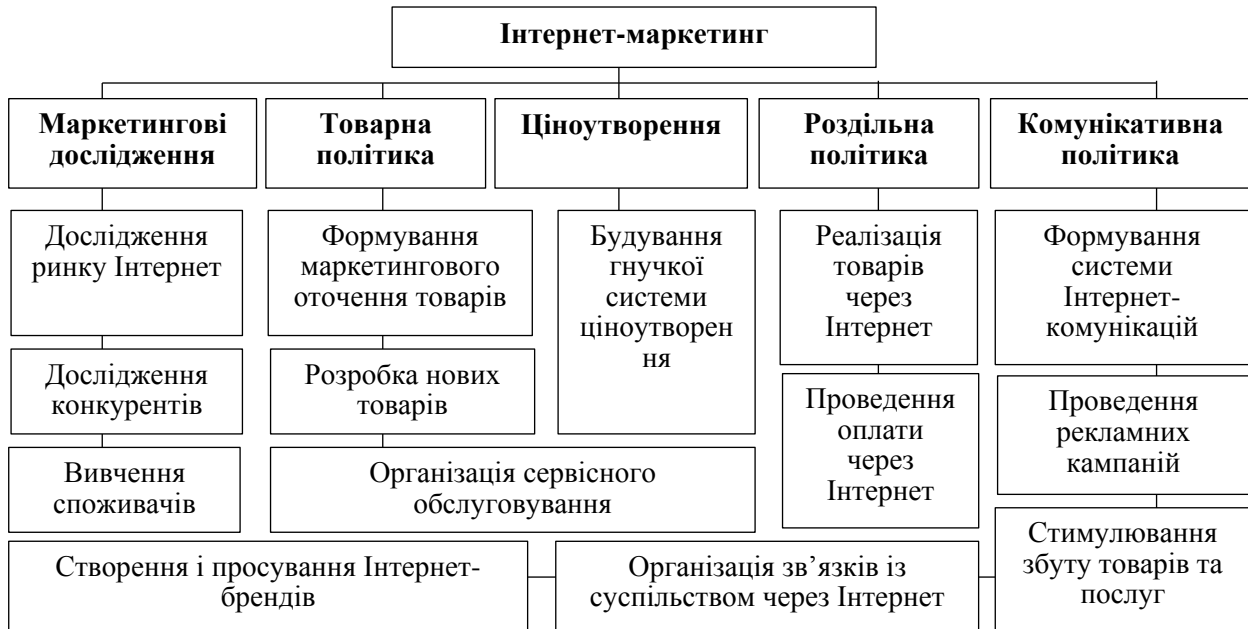 Інтернет-маркетинг
Маркетингові
дослідження
Товарна
політика
Ціноутворення
Роздільна
політика
Комунікативна
політика
Дослідження
ринку Інтернет
Формування
маркетингового
оточення товарів
Будування
гнучкої
системи
ціноутворен
ня
Реалізація
товарів
через
Інтернет
Формування
системи
Інтернет-
комунікацій
Дослідження
конкурентів
Розробка нових
товарів
Проведення
оплати
через
Інтернет
Проведення
рекламних
кампаній
Вивчення
споживачів
Організація сервісного
обслуговування
Створення і просування Інтернет-
брендів
Організація зв’язків із
суспільством через Інтернет
Стимулювання
збуту товарів та
послуг